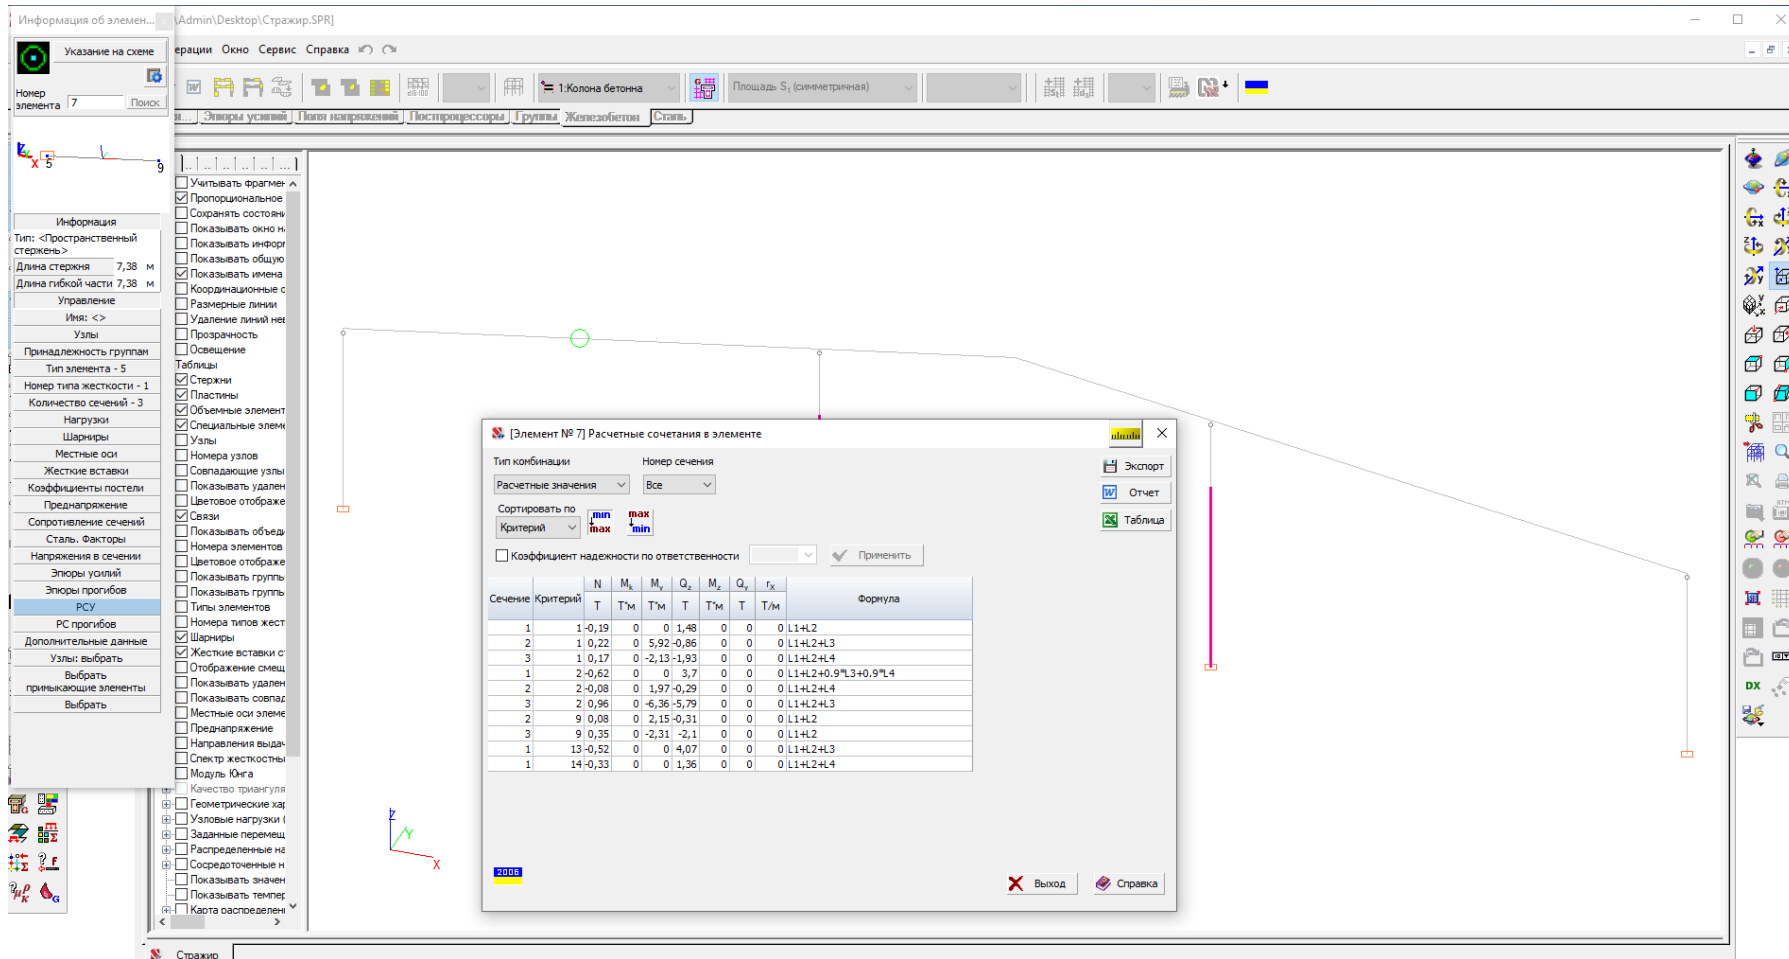 Информация об элемен...
\Admin\Desktop\Стражир.SPR]
Указание на схеме
ерации Окно Сервис Справка
Номер
элемента 7 Поиск
1:Колона бетонна
Площадь S₁ (симметричная)
Эпюры усилий Поля напряжений Постпроцессоры Группы Железобетон Сталь
5
9
Информация
Тип: <Пространственный
стержень>
Длина стержня 7,38 м
Длина гибкой части 7,38 м
Управление
Имя: <>
Узлы
Принадлежность группам
Тип элемента - 5
Номер типа жесткости - 1
Количество сечений - 3
Нагрузки
Шарниры
Местные оси
Жесткие вставки
Коэффициенты постели
Преднапряжение
Сопротивление сечений
Сталь. Факторы
Напряжения в сечении
Эпюры усилий
Эпюры прогибов
РСУ
РС прогибов
Дополнительные данные
Узлы: выбрать
Выбрать
примыкающие элементы
Выбрать
Учитывать фрагмен
Пропорциональное
Сохранять состояни
Показывать окно на
Показывать информ
Показывать общую
Показывать имена
Координационные о
Размерные линии
Удаление линий нев
Прозрачность
Освещение
Таблицы
Стержни
Пластины
Объемные элемент
Специальные элеме
Узлы
Номера узлов
Совпадающие узлы
Показывать удален
Цветовое отображе
Связи
Показывать объеди
Номера элементов
Цветовое отображе
Показывать группы
Показывать группы
Типы элементов
Номера типов жест
Шарниры
Жесткие вставки с
Отображение смещ
Показывать удален
Показывать совпад
Местные оси элеме
Преднапряжение
Направления выдач
Спектр жесткостны
Модуль Юнга
Качество триангуля
Геометрические хар
Узловые нагрузки (
Заданные перемещ
Распределенные на
Сосредоточенные н
Показывать значен
Показывать темпер
Карта распределен
[Элемент № 7] Расчетные сочетания в элементе
Тип комбинации Номер сечения
Расчетные значения Все
Сортировать по
Критерий min max max min
Коэффициент надежности по ответственности Применить
Экспорт
Отчет
Таблица
Сечение Критерий N Mk My Qz Mz Qy rx Формула
Т Т*м Т*м Т Т*м Т Т/м
1 1 -0,19 0 0 1,48 0 0 0 L1+L2
2 1 0,22 0 5,92 -0,86 0 0 0 L1+L2+L3
3 1 0,17 0 -2,13 -1,93 0 0 0 L1+L2+L4
1 2 -0,62 0 0 3,7 0 0 0 L1+L2+0.9*L3+0.9*L4
2 2 -0,08 0 1,97 -0,29 0 0 0 L1+L2+L4
3 2 0,96 0 -6,36 -5,79 0 0 0 L1+L2+L3
2 9 0,08 0 2,15 -0,31 0 0 0 L1+L2
3 9 0,35 0 -2,31 -2,1 0 0 0 L1+L2
1 13 -0,52 0 0 4,07 0 0 0 L1+L2+L3
1 14 -0,33 0 0 1,36 0 0 0 L1+L2+L4
2006
Выход Справка
Z
Y
X
DX
Стражир